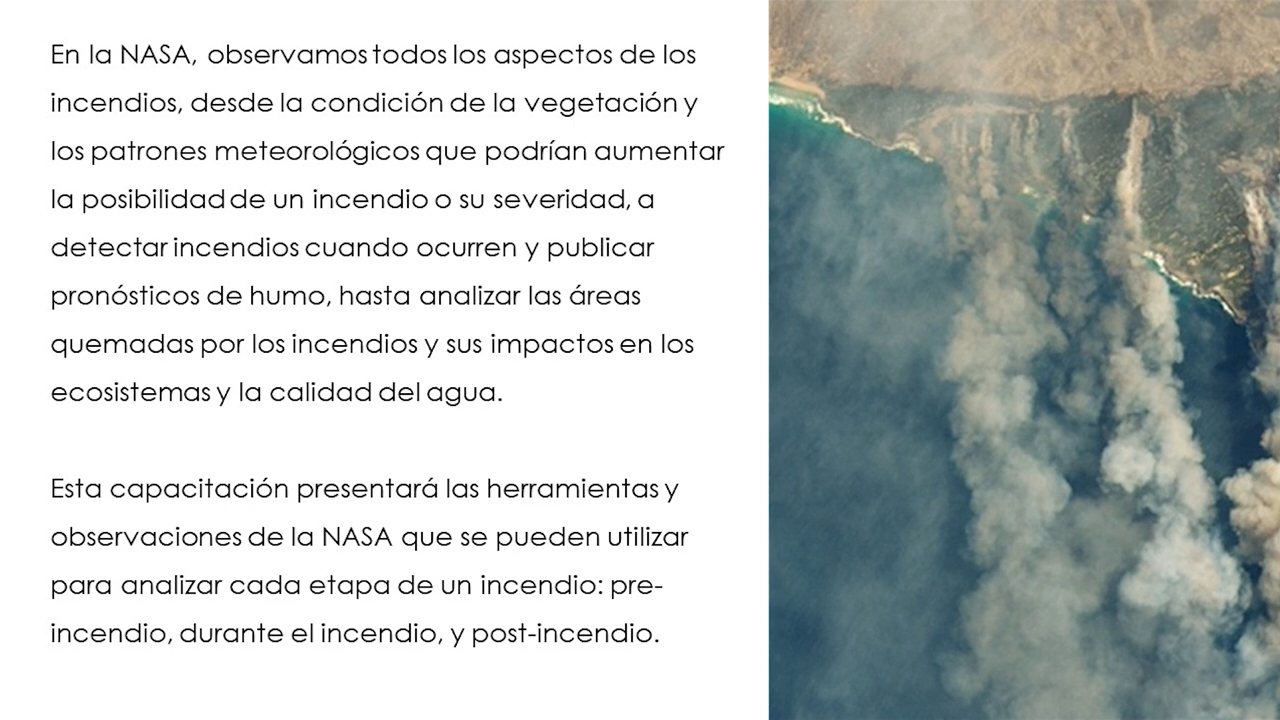 En la NASA, observamos todos los aspectos de los
incendios, desde la condición de la vegetación y
los patrones meteorológicos que podrían aumentar
la posibilidad de un incendio o su severidad, a
detectar incendios cuando ocurren y publicar
pronósticos de humo, hasta analizar las áreas
quemadas por los incendios y sus impactos en los
ecosistemas y la calidad del agua.
Esta capacitación presentará las herramientas y
observaciones de la NASA que se pueden utilizar
para analizar cada etapa de un incendio: pre-
incendio, durante el incendio, y post-incendio.